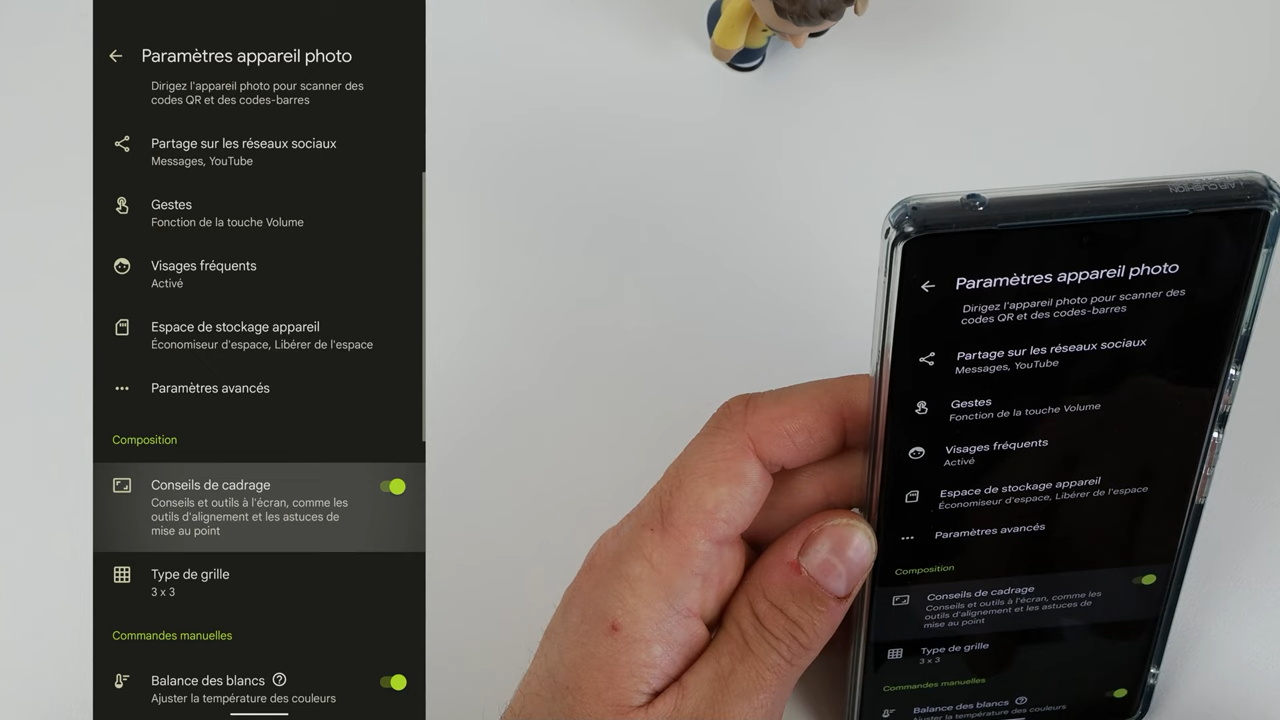 Paramètres appareil photo
Dirigez l'appareil photo pour scanner des
codes QR et des codes-barres
Partage sur les réseaux sociaux
Messages, YouTube
Gestes
Fonction de la touche Volume
Visages fréquents
Activé
Espace de stockage appareil
Économiseur d'espace, Libérer de l'espace
Paramètres avancés
Composition
Conseils de cadrage
Conseils et outils à l'écran, comme les
outils d'alignement et les astuces de
mise au point
Type de grille
3 x 3
Commandes manuelles
Balance des blancs
Ajuster la température des couleurs
Paramètres appareil photo
Dirigez l'appareil photo pour scanner des
codes QR et des codes-barres
Partage sur les réseaux sociaux
Messages, YouTube
Gestes
Fonction de la touche Volume
Visages fréquents
Activé
Espace de stockage appareil
Économiseur d'espace, Libérer de l'espace
Paramètres avancés
Composition
Conseils de cadrage
Conseils et outils à l'écran, comme les
outils d'alignement et les astuces de
mise au point
Type de grille
3 x 3
Commandes manuelles
Balance des blancs
Ajuster la température des couleurs
AIR CUSHION